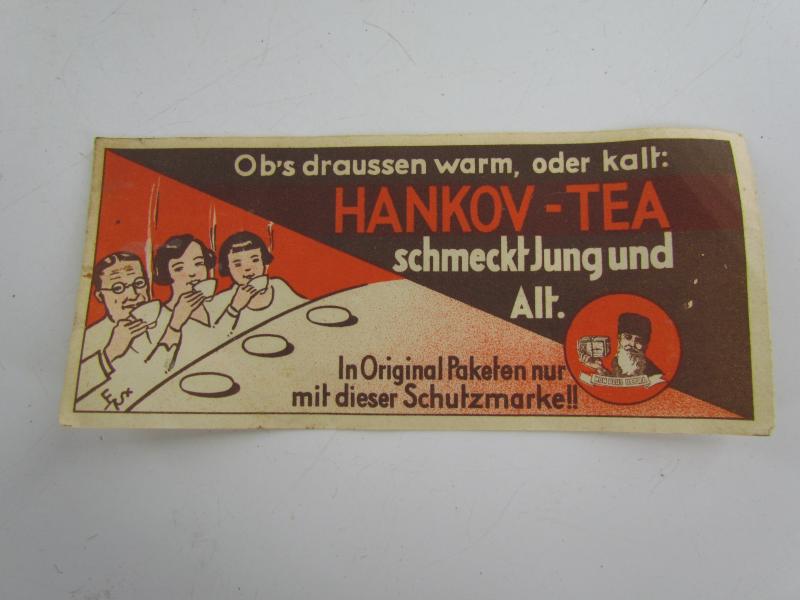 Ob's draussen warm, oder kalt:
HANKOV-TEA
schmeckt Jung und
Alt.
In Original Paketen nur
mit dieser Schutzmarke!!